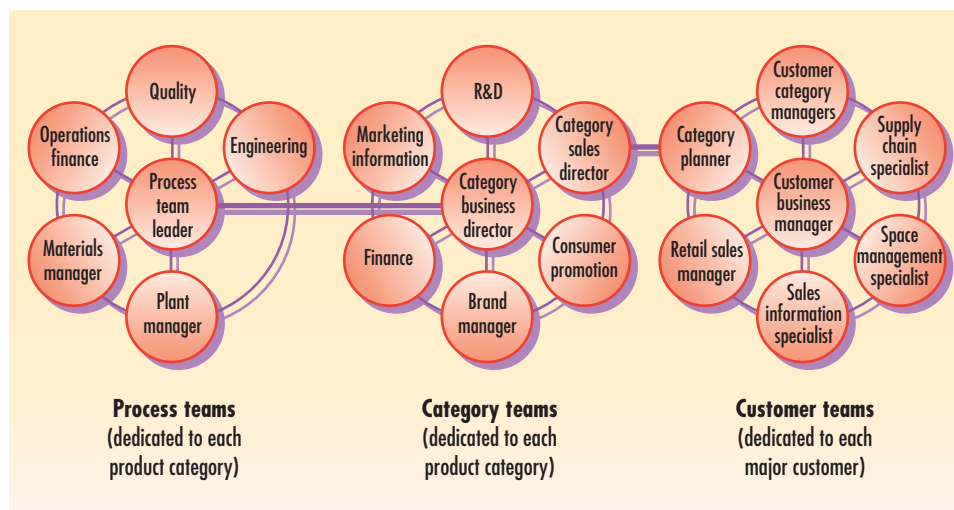 Quality
Operations
finance
Engineering
Process
team
leader
Materials
manager
Plant
manager
R&D
Marketing
information
Category
sales
director
Category
business
director
Finance
Consumer
promotion
Brand
manager
Customer
category
managers
Category
planner
Supply
chain
specialist
Customer
business
manager
Retail sales
manager
Space
management
specialist
Sales
information
specialist
Process teams
(dedicated to each
product category)
Category teams
(dedicated to each
product category)
Customer teams
(dedicated to each
major customer)